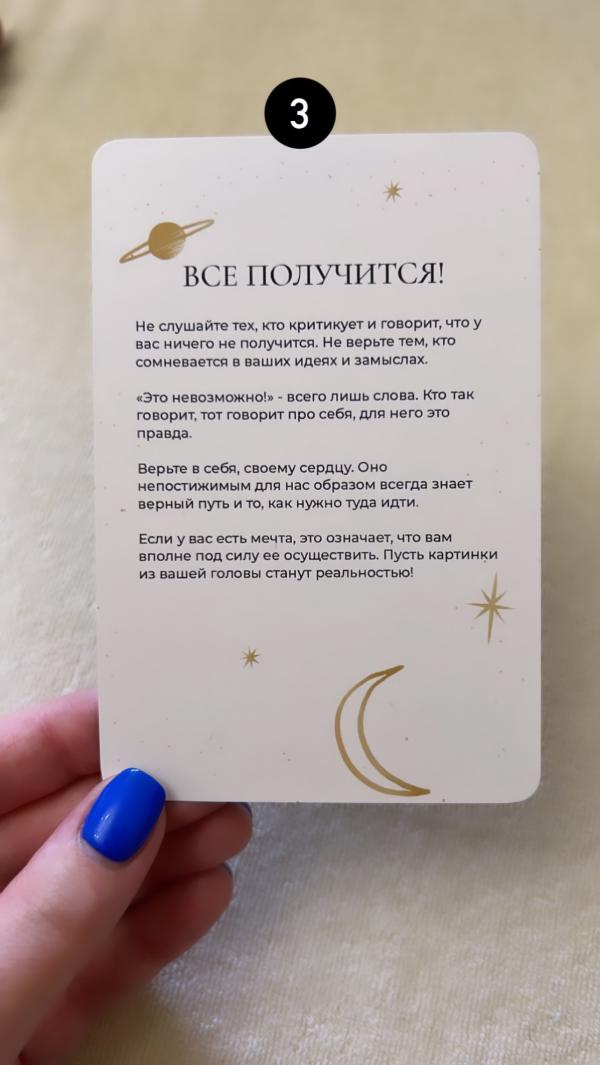 3
ВСЕ ПОЛУЧИТСЯ!
Не слушайте тех, кто критикует и говорит, что у
вас ничего не получится. Не верьте тем, кто
сомневается в ваших идеях и замыслах.
«Это невозможно!» - всего лишь слова. Кто так
говорит, тот говорит про себя, для него это
правда.
Верьте в себя, своему сердцу. Оно
непостижимым для нас образом всегда знает
верный путь и то, как нужно туда идти.
Если у вас есть мечта, это означает, что вам
вполне под силу ее осуществить. Пусть картинки
из вашей головы станут реальностью!